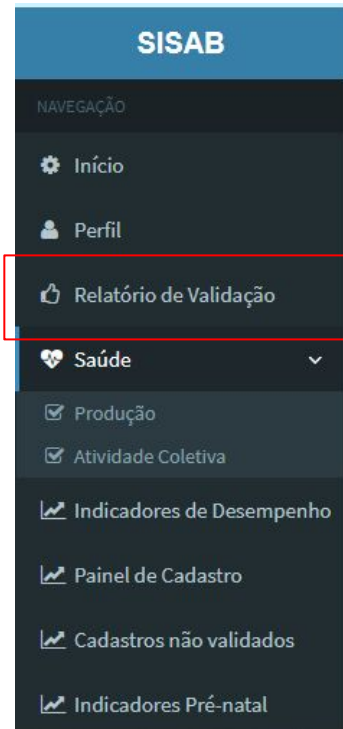 SISAB
NAVEGAÇÃO
Início
Perfil
Relatório de Validação
Saúde
Produção
Atividade Coletiva
Indicadores de Desempenho
Painel de Cadastro
Cadastros não validados
Indicadores Pré-natal